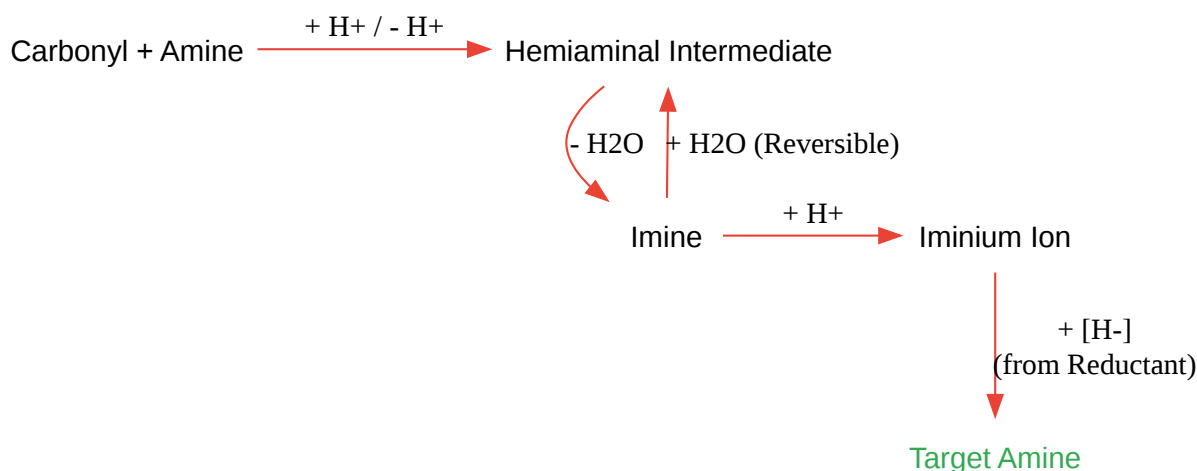 + H+ / - H+
Carbonyl + Amine
Hemiaminal Intermediate
- H2O
+ H2O (Reversible)
+ H+
Imine
Iminium Ion
+ [H-]
(from Reductant)
Target Amine